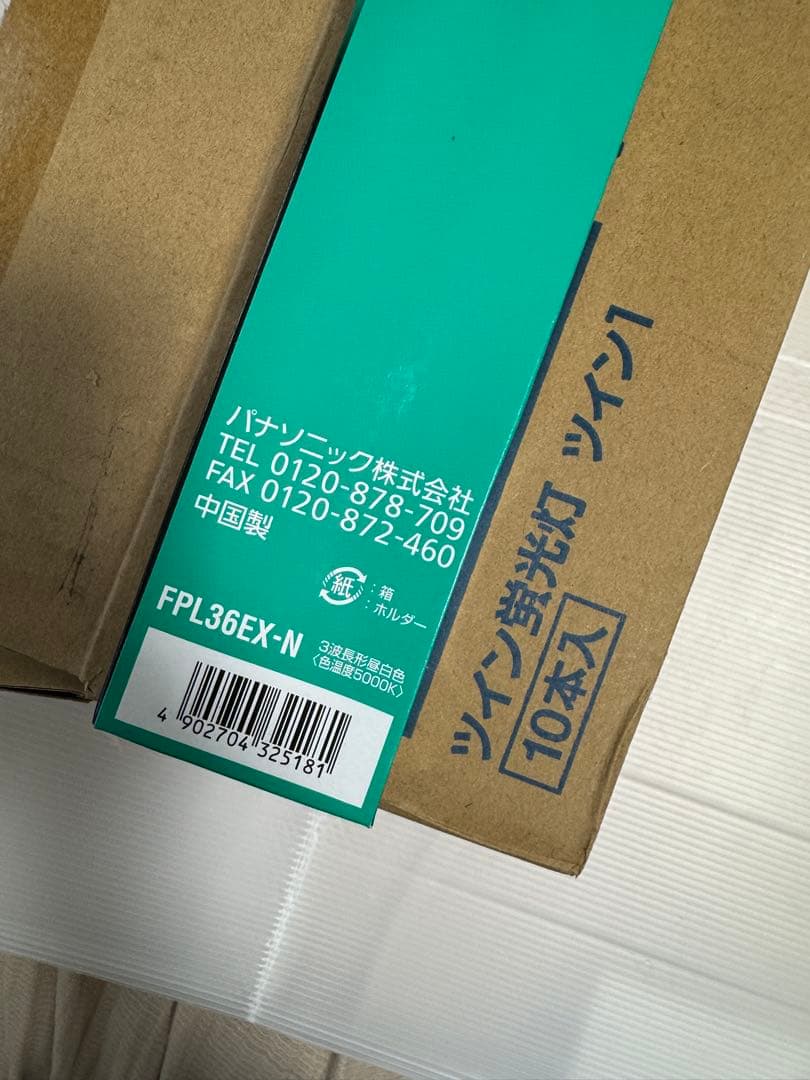 パナソニック株式会社
TEL 0120-878-709
FAX 0120-872-460
中国製
紙
:箱
:ホルダー
FPL36EX-N
3波長形昼白色
〈色温度5000K〉
4 902704 325181
ツイン蛍光灯 ツイン1
10本入